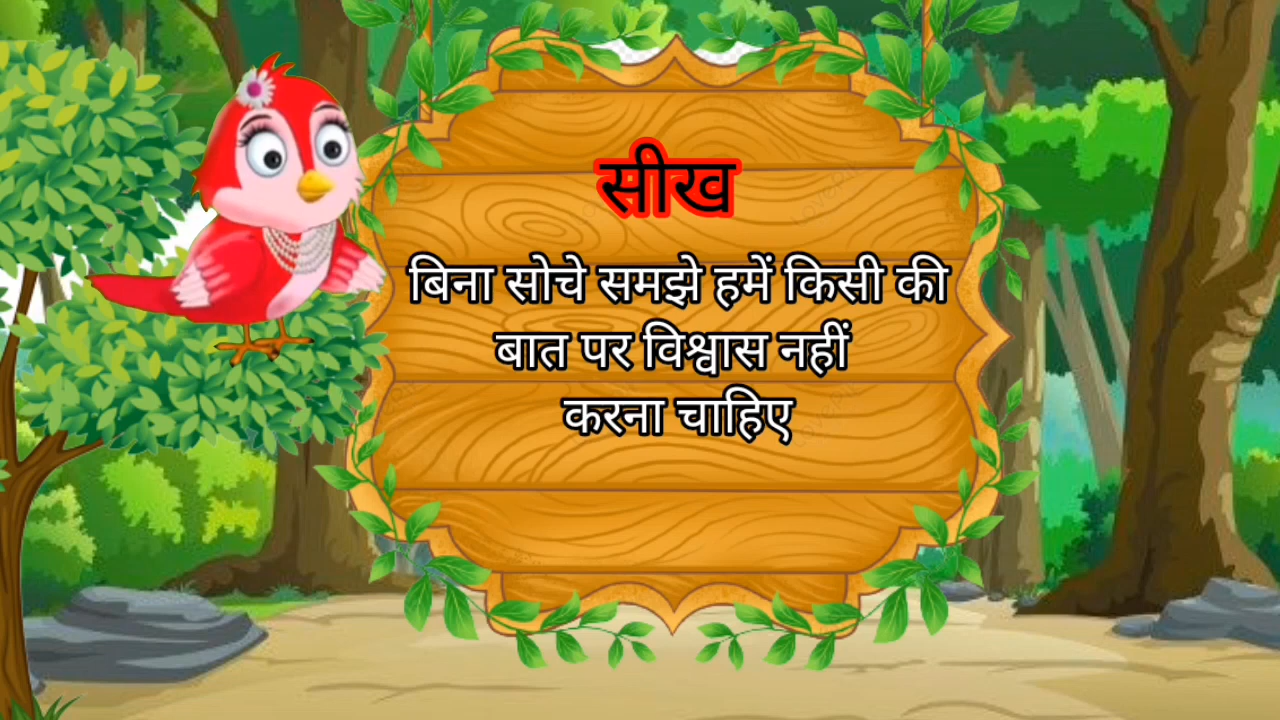 सीख
बिना सोचे समझे हमें किसी की
बात पर विश्वास नहीं
करना चाहिए